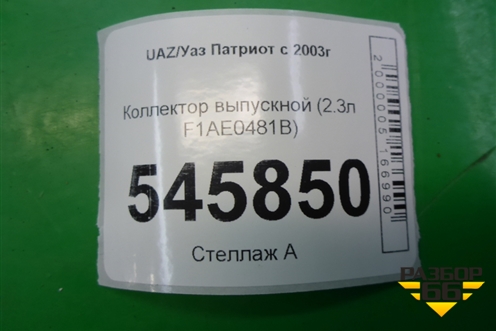 UAZ/Уаз Патриот с 2003г
Коллектор выпускной (2.3л
F1AE0481B)
545850
Стеллаж А
2000005166990
РАЗБОР
66